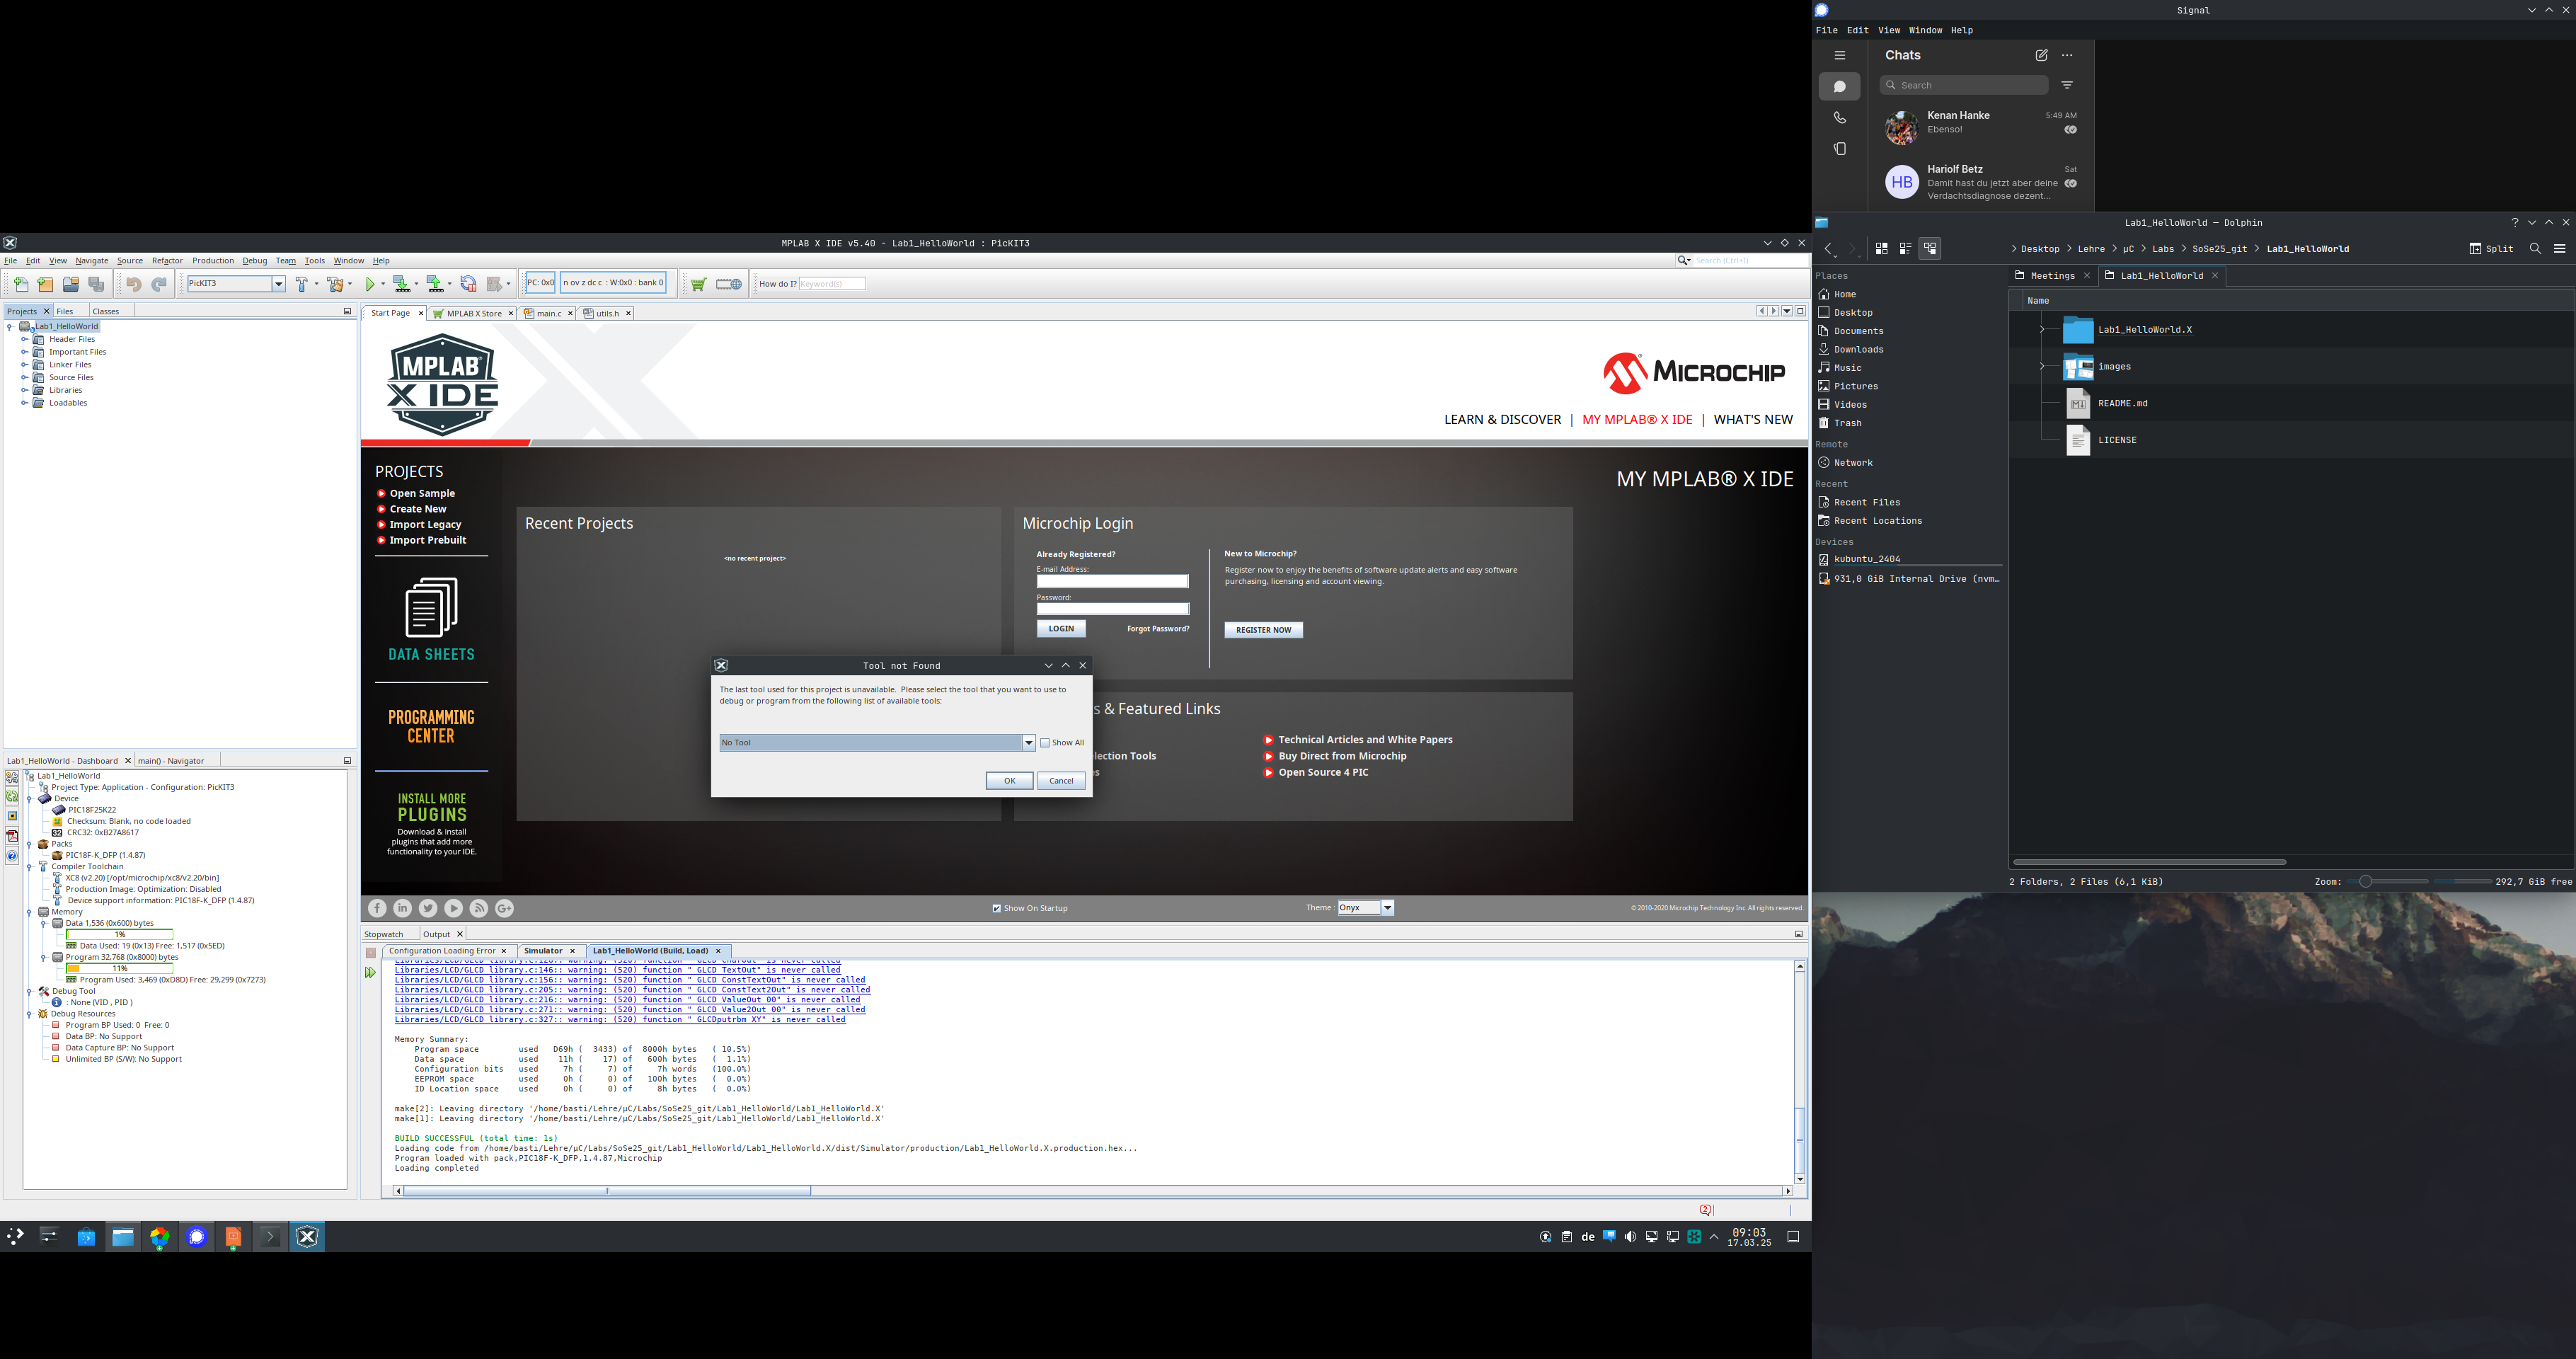 MPLAB X IDE v5.40 - Lab1_HelloWorld : PicKIT3
File Edit View Navigate Source Refactor Production Debug Team Tools Window Help
Search (Ctrl+I)
PicKIT3
PC: 0x0
n ov z dc c : W:0x0 : bank 0
How do I? Keyword(s)
Projects Files Classes
Lab1_HelloWorld
Header Files
Important Files
Linker Files
Source Files
Libraries
Loadables
Start Page MPLAB X Store main.c utils.h
MPLAB
X IDE
MICROCHIP
LEARN & DISCOVER | MY MPLAB® X IDE | WHAT'S NEW
PROJECTS
Open Sample
Create New
Import Legacy
Import Prebuilt
DATA SHEETS
PROGRAMMING
CENTER
INSTALL MORE
PLUGINS
Download & install
plugins that add more
functionality to your IDE.
MY MPLAB® X IDE
Recent Projects
<no recent project>
Microchip Login
Already Registered?
E-mail Address:
Password:
LOGIN
Forgot Password?
New to Microchip?
Register now to enjoy the benefits of software update alerts and easy software
purchasing, licensing and account viewing.
REGISTER NOW
Tool not Found
The last tool used for this project is unavailable. Please select the tool that you want to use to
debug or program from the following list of available tools:
No Tool
Show All
OK Cancel
& Featured Links
Technical Articles and White Papers
Tools
Buy Direct from Microchip
Open Source 4 PIC
Show On Startup
Theme : Onyx
© 2010-2020 Microchip Technology Inc. All rights reserved.
Lab1_HelloWorld - Dashboard main() - Navigator
Lab1_HelloWorld
Project Type: Application - Configuration: PicKIT3
Device
PIC18F25K22
Checksum: Blank, no code loaded
CRC32: 0xB27A8617
Packs
PIC18F-K_DFP (1.4.87)
Compiler Toolchain
XC8 (v2.20) [/opt/microchip/xc8/v2.20/bin]
Production Image: Optimization: Disabled
Device support information: PIC18F-K_DFP (1.4.87)
Memory
Data 1,536 (0x600) bytes
1%
Data Used: 19 (0x13) Free: 1,517 (0x5ED)
Program 32,768 (0x8000) bytes
11%
Program Used: 3,469 (0xD8D) Free: 29,299 (0x7273)
Debug Tool
: None (VID , PID )
Debug Resources
Program BP Used: 0 Free: 0
Data BP: No Support
Data Capture BP: No Support
Unlimited BP (S/W): No Support
Stopwatch Output
Configuration Loading Error Simulator Lab1_HelloWorld (Build, Load)
Libraries/LCD/GLCD library.c:146:: warning: (520) function " GLCD TextOut" is never called
Libraries/LCD/GLCD library.c:156:: warning: (520) function " GLCD ConstTextOut" is never called
Libraries/LCD/GLCD library.c:205:: warning: (520) function " GLCD ConstText2Out" is never called
Libraries/LCD/GLCD library.c:216:: warning: (520) function " GLCD ValueOut 00" is never called
Libraries/LCD/GLCD library.c:271:: warning: (520) function " GLCD Value2Out 00" is never called
Libraries/LCD/GLCD library.c:327:: warning: (520) function " GLCDputrbm XY" is never called
Memory Summary:
Program space used D69h ( 3433) of 8000h bytes ( 10.5%)
Data space used 11h ( 17) of 600h bytes ( 1.1%)
Configuration bits used 7h ( 7) of 7h words (100.0%)
EEPROM space used 0h ( 0) of 100h bytes ( 0.0%)
ID Location space used 0h ( 0) of 8h bytes ( 0.0%)
make[2]: Leaving directory '/home/basti/Lehre/µC/Labs/SoSe25_git/Lab1_HelloWorld/Lab1_HelloWorld.X'
make[1]: Leaving directory '/home/basti/Lehre/µC/Labs/SoSe25_git/Lab1_HelloWorld/Lab1_HelloWorld.X'
BUILD SUCCESSFUL (total time: 1s)
Loading code from /home/basti/Lehre/µC/Labs/SoSe25_git/Lab1_HelloWorld/Lab1_HelloWorld.X/dist/Simulator/production/Lab1_HelloWorld.X.production.hex...
Program loaded with pack,PIC18F-K_DFP,1.4.87,Microchip
Loading completed
2
de
09:03
17.03.25
Signal
File Edit View Window Help
Chats
Search
Kenan Hanke 5:49 AM
Ebenso!
HB
Hariolf Betz Sat
Damit hast du jetzt aber deine
Verdachtsdiagnose dezent...
Lab1_HelloWorld — Dolphin
Desktop Lehre µC Labs SoSe25_git Lab1_HelloWorld
Split
Places
Home
Desktop
Documents
Downloads
Music
Pictures
Videos
Trash
Remote
Network
Recent
Recent Files
Recent Locations
Devices
kubuntu_2404
931,0 GiB Internal Drive (nvm...
Meetings Lab1_HelloWorld
Name
Lab1_HelloWorld.X
images
README.md
LICENSE
2 Folders, 2 Files (6,1 KiB)
Zoom:
292,7 GiB free